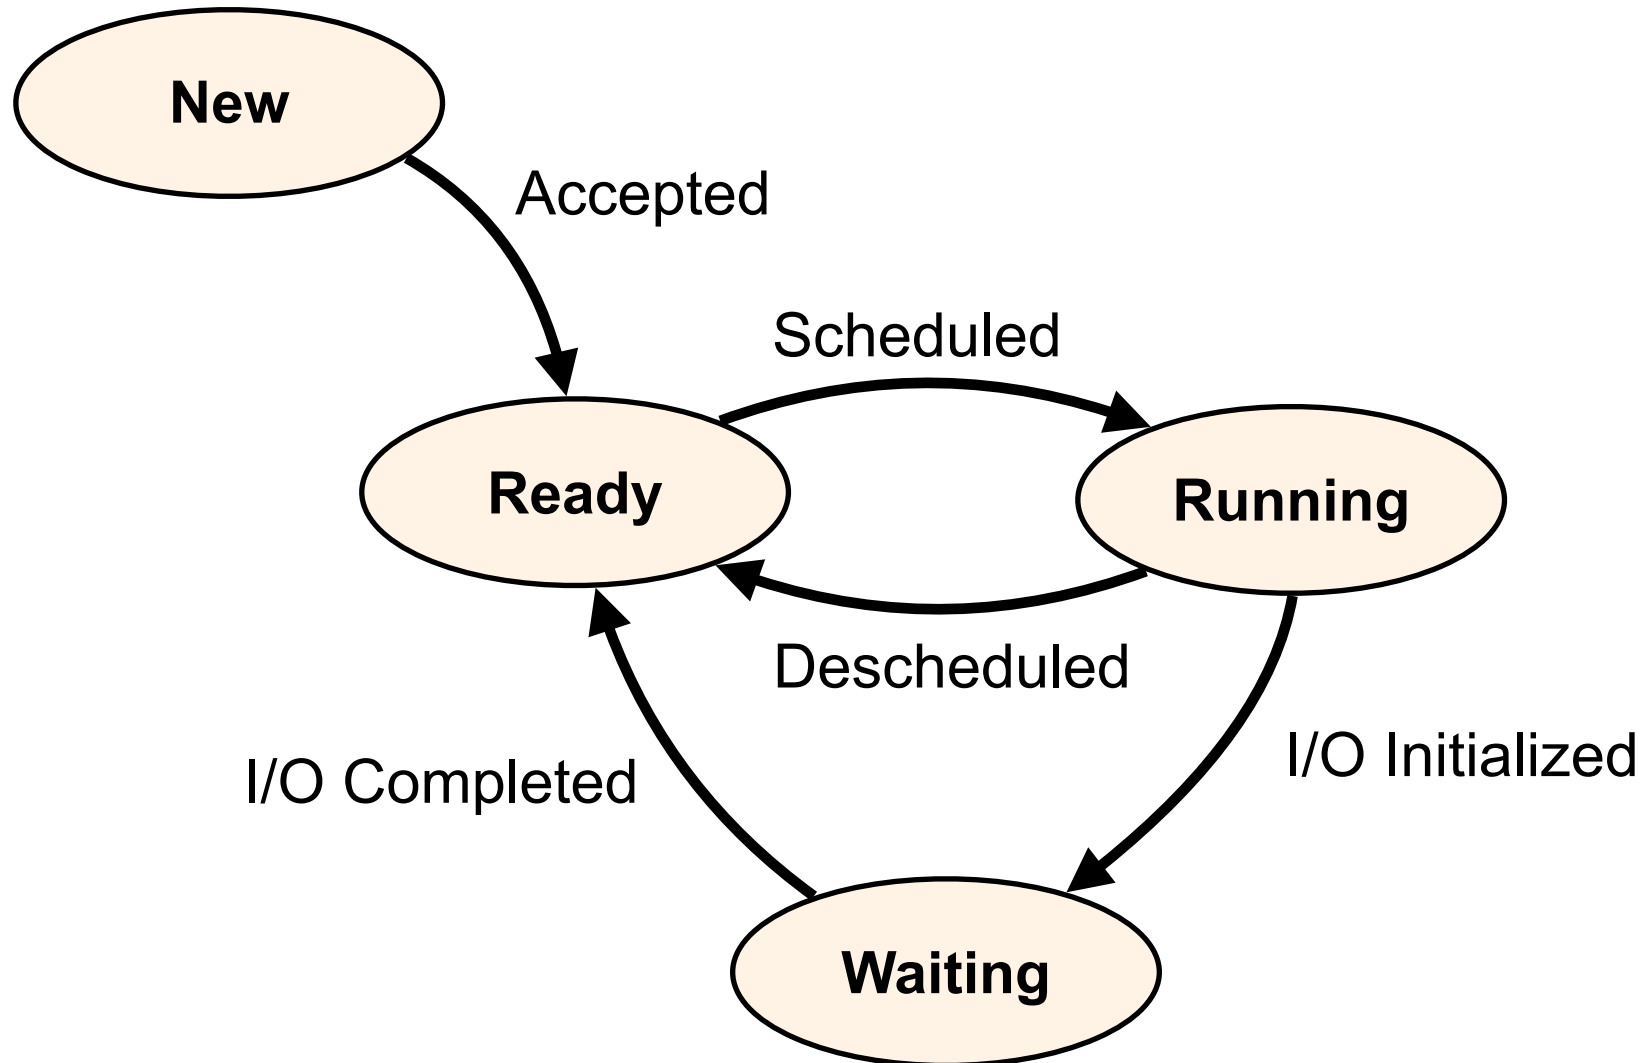 New
Accepted
Scheduled
Ready
Running
Descheduled
I/O Completed
I/O Initialized
Waiting